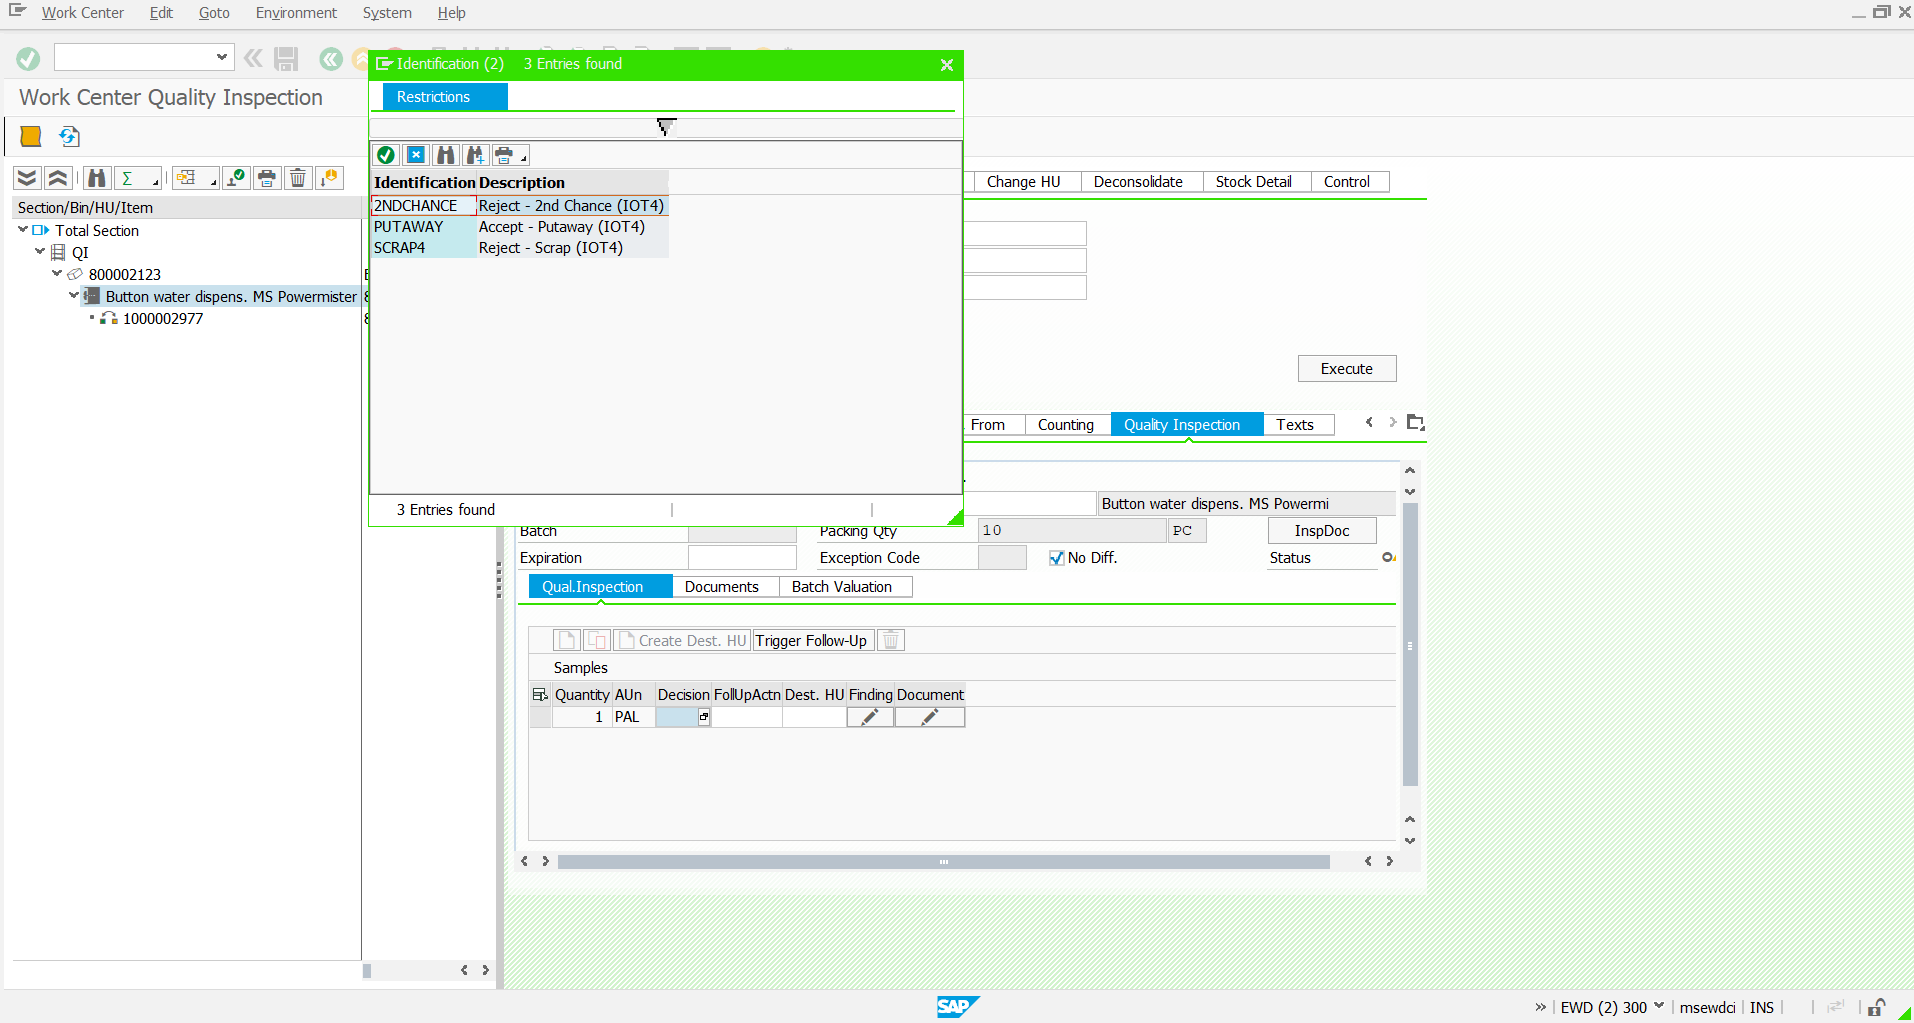 Work Center Edit Goto Environment System Help
Identification (2) 3 Entries found
Work Center Quality Inspection
Restrictions
Identification Description
2NDCHANCE Reject - 2nd Chance (IOT4)
PUTAWAY Accept - Putaway (IOT4)
SCRAP4 Reject - Scrap (IOT4)
3 Entries found
Section/Bin/HU/Item
Total Section
QI
800002123
Button water dispens. MS Powermister
1000002977
Change HU Deconsolidate Stock Detail Control
Execute
From Counting Quality Inspection Texts
Button water dispens. MS Powermi
Batch Packing Qty 10 PC InspDoc
Expiration Exception Code No Diff. Status
Qual.Inspection Documents Batch Valuation
Create Dest. HU Trigger Follow-Up
Samples
Quantity AUn Decision FollUpActn Dest. HU Finding Document
1 PAL
SAP
EWD (2) 300 msewdci INS